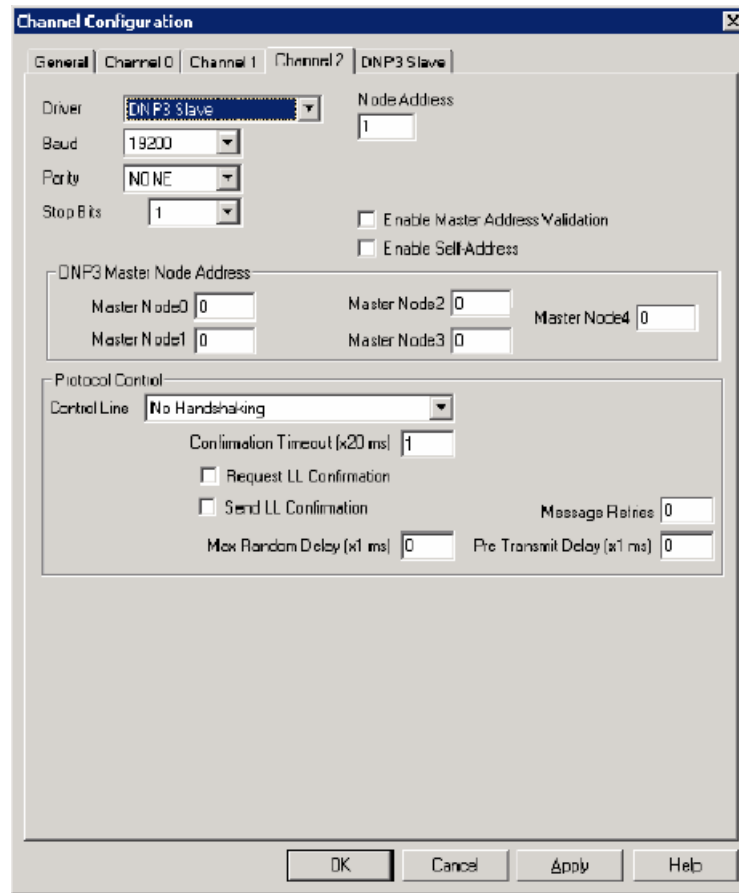 Channel Configuration
General Channel 0 Channel 1 Channel 2 DNP3 Slave
Driver DNP3 Slave Node Address
1
Baud 19200
Parity NONE
Stop Bits 1
Enable Master Address Validation
Enable Self-Address
DNP3 Master Node Address
Master Node0 0 Master Node2 0 Master Node4 0
Master Node1 0 Master Node3 0
Protocol Control
Control Line No Handshaking
Confirmation Timeout (x20 ms) 1
Request LL Confirmation
Send LL Confirmation Message Retries 0
Max Random Delay (x1 ms) 0 Pre Transmit Delay (x1 ms) 0
OK Cancel Apply Help